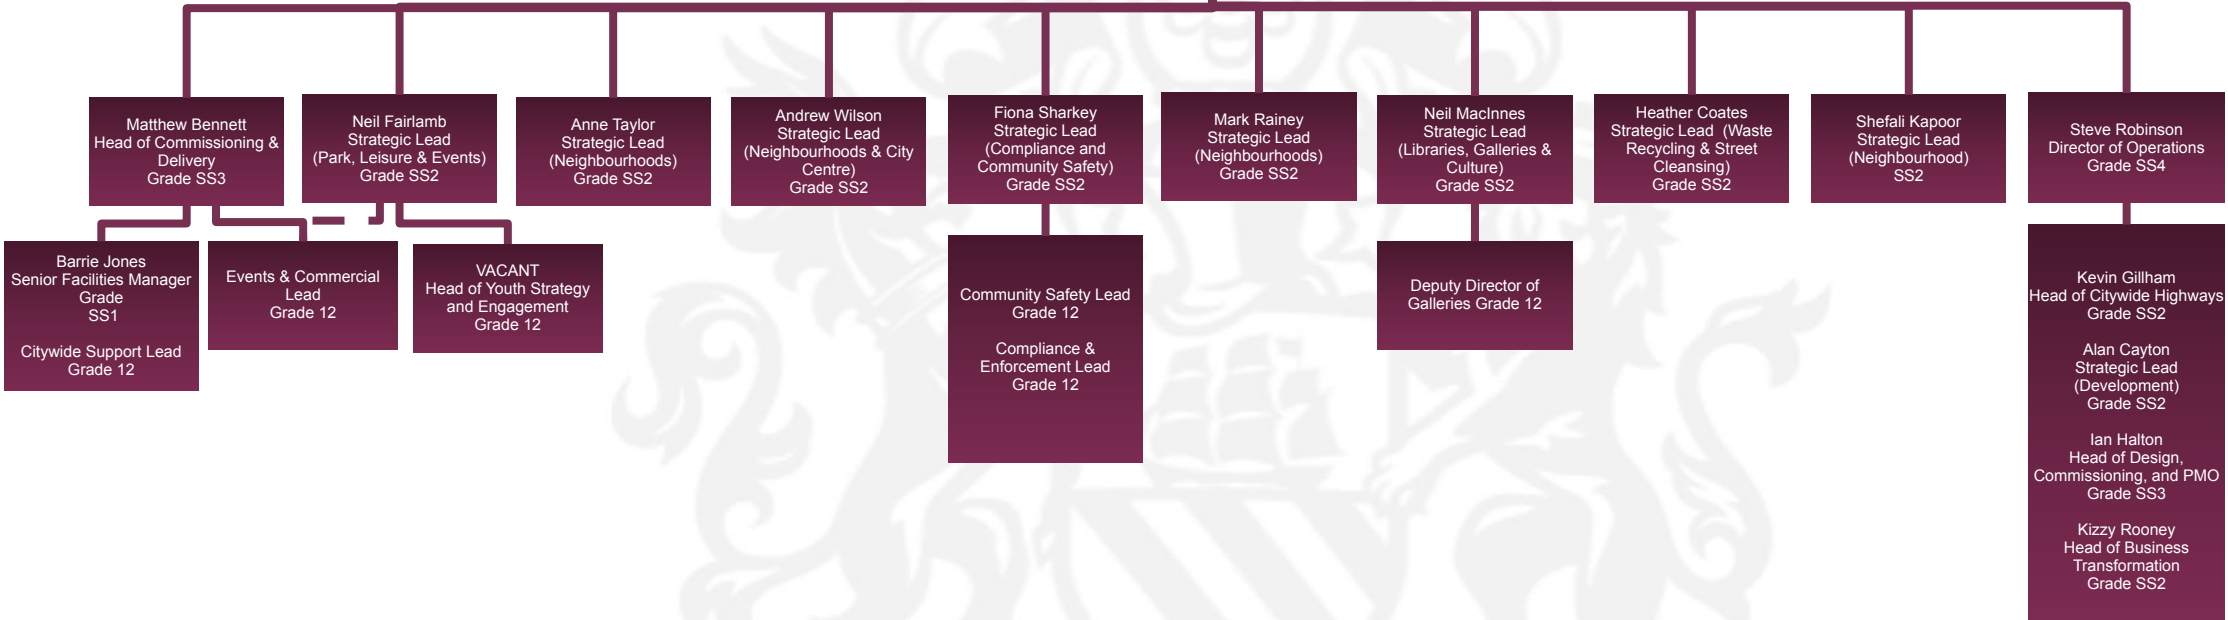 Matthew Bennett
Head of Commissioning &
Delivery
Grade SS3
Neil Fairlamb
Strategic Lead
(Park, Leisure & Events)
Grade SS2
Anne Taylor
Strategic Lead
(Neighbourhoods)
Grade SS2
Andrew Wilson
Strategic Lead
(Neighbourhoods & City
Centre)
Grade SS2
Fiona Sharkey
Strategic Lead
(Compliance and
Community Safety)
Grade SS2
Mark Rainey
Strategic Lead
(Neighbourhoods)
Grade SS2
Neil MacInnes
Strategic Lead
(Libraries, Galleries &
Culture)
Grade SS2
Heather Coates
Strategic Lead (Waste
Recycling & Street
Cleansing)
Grade SS2
Shefali Kapoor
Strategic Lead
(Neighbourhood)
SS2
Steve Robinson
Director of Operations
Grade SS4
Barrie Jones
Senior Facilities Manager
Grade
SS1
Citywide Support Lead
Grade 12
Events & Commercial
Lead
Grade 12
VACANT
Head of Youth Strategy
and Engagement
Grade 12
Community Safety Lead
Grade 12
Compliance &
Enforcement Lead
Grade 12
Deputy Director of
Galleries Grade 12
Kevin Gillham
Head of Citywide Highways
Grade SS2
Alan Cayton
Strategic Lead
(Development)
Grade SS2
Ian Halton
Head of Design,
Commissioning, and PMO
Grade SS3
Kizzy Rooney
Head of Business
Transformation
Grade SS2